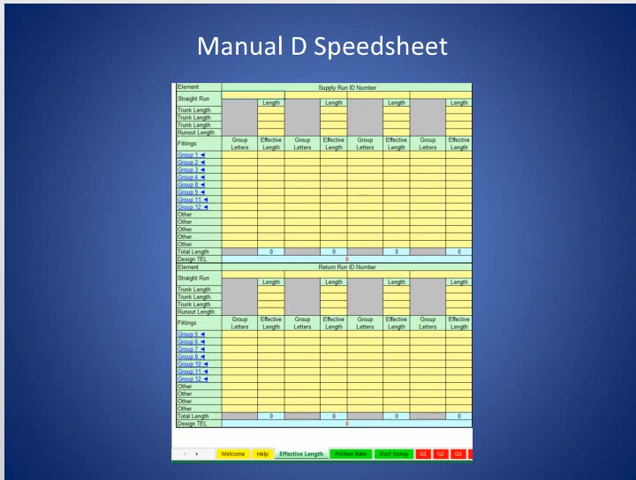 Manual D Speedsheet
Element Supply Run ID Number
Straight Run
Length Length Length Length
Trunk Length
Trunk Length
Trunk Length
Runout Length
Fittings Group Letters Effective Length Group Letters Effective Length Group Letters Effective Length Group Letters Effective Length
Group 1
Group 2
Group 3
Group 4
Group 8
Group 9
Group 11
Group 12
Other
Other
Other
Other
Other
Total Length 0 0 0 0
Design TEL 0
Element Return Run ID Number
Straight Run
Length Length Length Length
Trunk Length
Trunk Length
Trunk Length
Runout Length
Fittings Group Letters Effective Length Group Letters Effective Length Group Letters Effective Length Group Letters Effective Length
Group 5
Group 6
Group 7
Group 8
Group 10
Group 11
Group 12
Other
Other
Other
Other
Total Length 0 0 0 0
Design TEL 0
Welcome Help Effective Length Friction Rate Duct Sizing G1 G2 G3